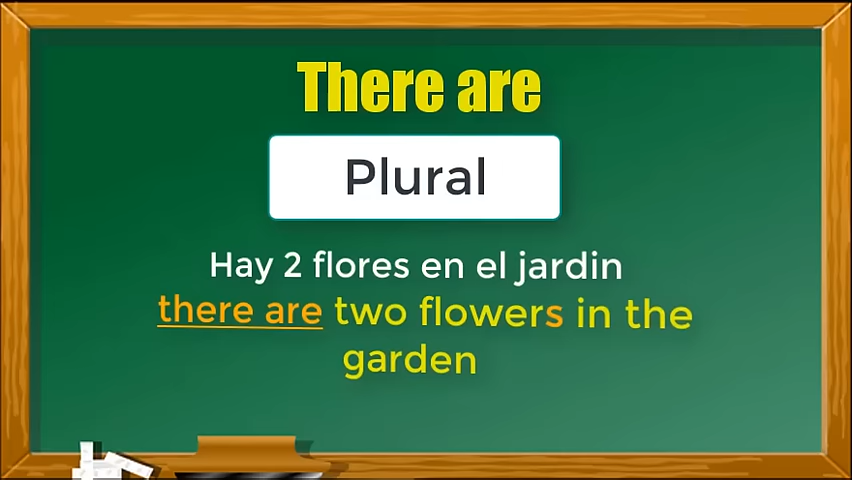 There are
Plural
Hay 2 flores en el jardin
there are two flowers in the
garden